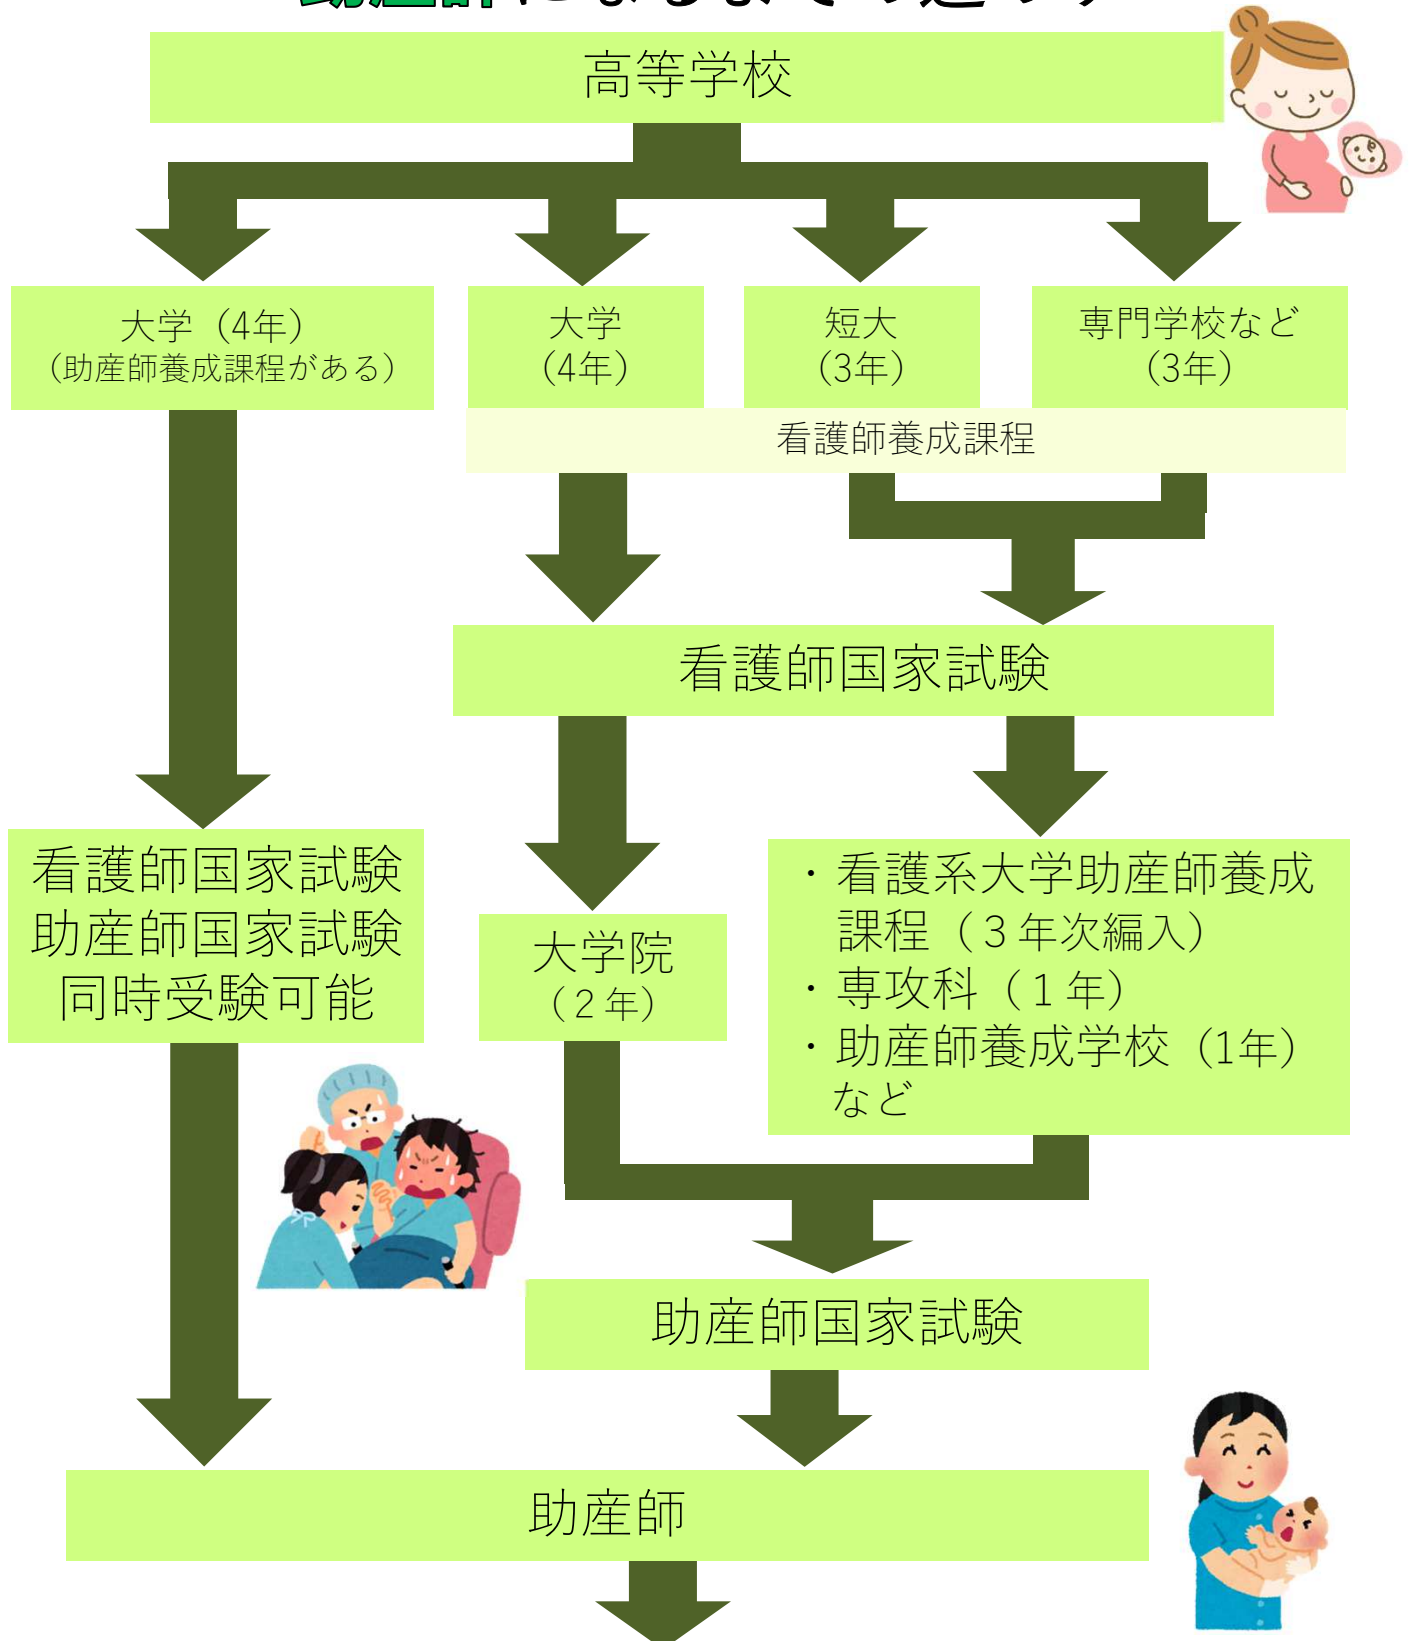 高等学校
大学（4年）
（助産師養成課程がある）
大学
（4年）
短大
（3年）
専門学校など
（3年）
看護師養成課程
看護師国家試験
看護師国家試験
助産師国家試験
同時受験可能
大学院
（２年）
・看護系大学助産師養成
課程（３年次編入）
・専攻科（１年）
・助産師養成学校（1年）
など
助産師国家試験
助産師